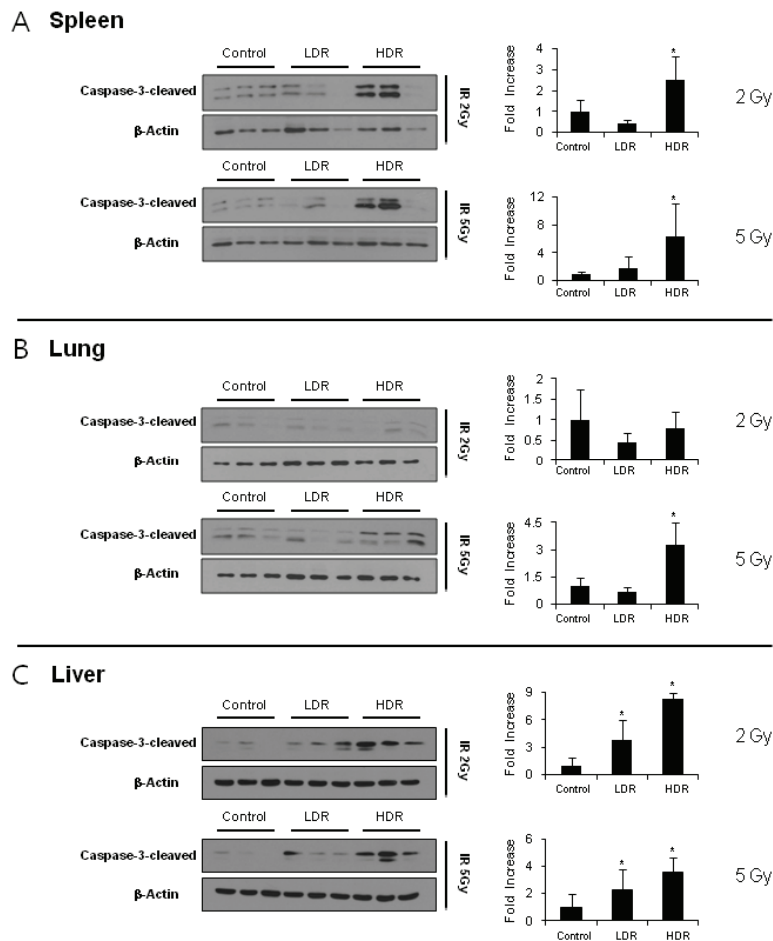 A Spleen
Control LDR HDR
Caspase-3-cleaved
β-Actin
IR 2Gy
Caspase-3-cleaved
β-Actin
IR 5Gy
Fold Increase
4
3
2
1
0
*
Control LDR HDR
2 Gy
Fold Increase
12
8
4
0
*
Control LDR HDR
5 Gy
B Lung
Control LDR HDR
Caspase-3-cleaved
β-Actin
IR 2Gy
Caspase-3-cleaved
β-Actin
IR 5Gy
Fold Increase
2
1.5
1
0.5
0
Control LDR HDR
2 Gy
Fold Increase
4.5
3
1.5
0
*
Control LDR HDR
5 Gy
C Liver
Control LDR HDR
Caspase-3-cleaved
β-Actin
IR 2Gy
Control LDR HDR
Caspase-3-cleaved
β-Actin
IR 5Gy
Fold Increase
9
6
3
0
* *
Control LDR HDR
2 Gy
Fold Increase
6
4
2
0
* *
Control LDR HDR
5 Gy